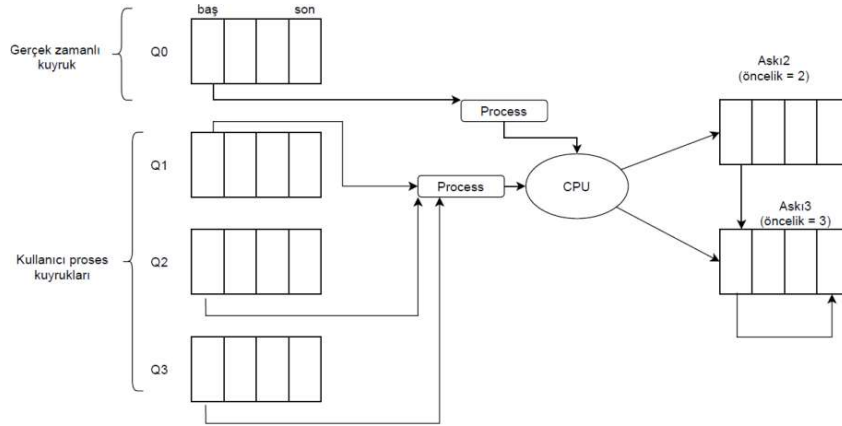 baş
son
Gerçek zamanlı
kuyruk
Q0
Process
Askı2
(öncelik = 2)
Q1
Process
CPU
Askı3
(öncelik = 3)
Kullanıcı proses
kuyrukları
Q2
Q3